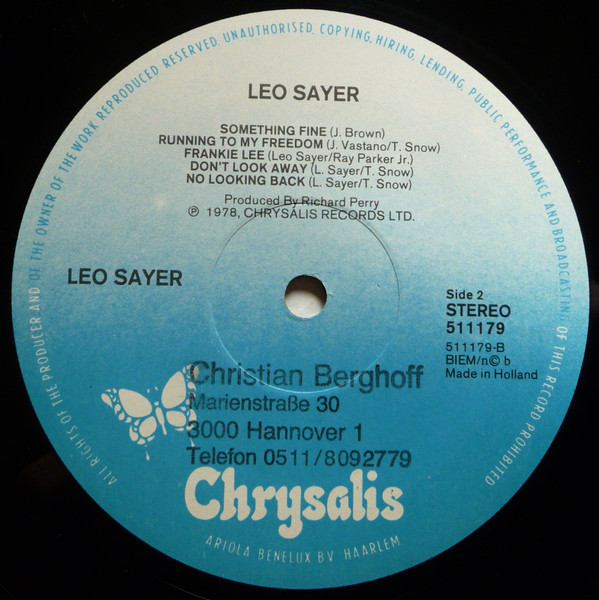 ALL RIGHTS OF THE PRODUCER AND OF THE OWNER OF THE WORK REPRODUCED RESERVED. UNAUTHORISED, COPYING, HIRING, LENDING, PUBLIC PERFORMANCE AND BROADCASTING OF THIS RECORD PROHIBITED
LEO SAYER
SOMETHING FINE (J. Brown)
RUNNING TO MY FREEDOM (J. Vastano/T. Snow)
FRANKIE LEE (Leo Sayer/Ray Parker Jr.)
DON'T LOOK AWAY (L. Sayer/T. Snow)
NO LOOKING BACK (L. Sayer/T. Snow)
Produced By Richard Perry
℗ 1978, CHRYSALIS RECORDS LTD.
LEO SAYER
Side 2
STEREO
511179
511179-B
BIEM/n© b
Made in Holland
Christian Berghoff
Marienstraße 30
3000 Hannover 1
Telefon 0511/8092779
Chrysalis
ARIOLA BENELUX B.V. HAARLEM